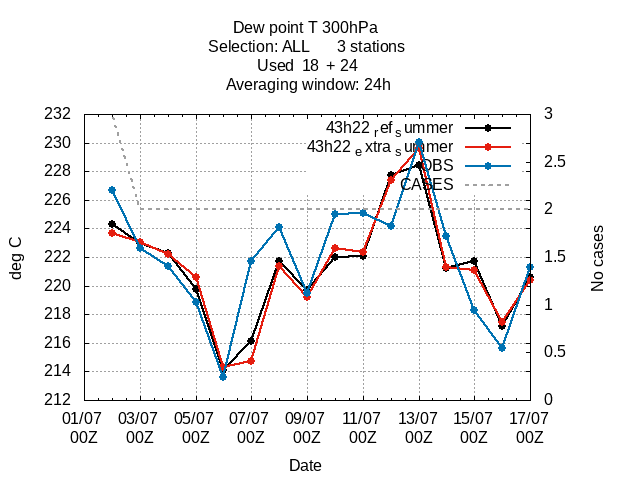 Dew point T 300hPa
Selection: ALL 3 stations
Used 18 + 24
Averaging window: 24h
232 3
43h22 ref summer
230
43h22 extra summer
228 2.5
OBS
226
CASES
224 2
222 1.5
220
218 1
216
214 0.5
212 0
deg C
No cases
01/07 03/07 05/07 07/07 09/07 11/07 13/07 15/07 17/07
00Z 00Z 00Z 00Z 00Z 00Z 00Z 00Z 00Z
Date